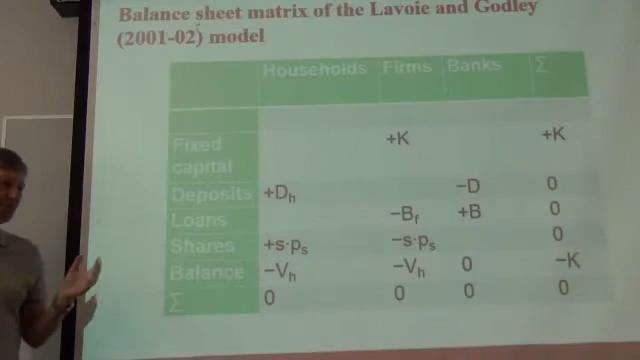 Balance sheet matrix of the Lavoie and Godley
(2001-02) model
Households Firms Banks Σ
Fixed capital +K +K
Deposits +Dh −D 0
Loans −Bf +B 0
Shares +s·ps −s·ps 0
Balance −Vh −Vh 0 −K
Σ 0 0 0 0